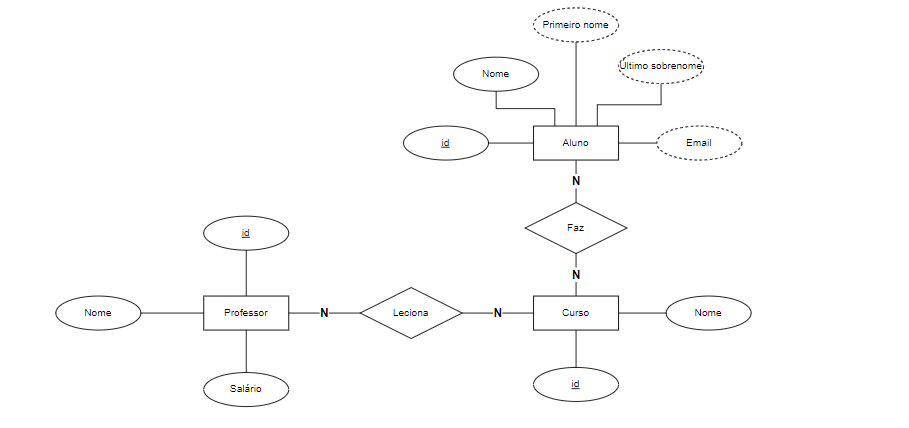 Primeiro nome
Último sobrenome
Nome
id
Aluno
Email
N
Faz
N
id
Nome
Professor
N
Leciona
N
Curso
Nome
Salário
id